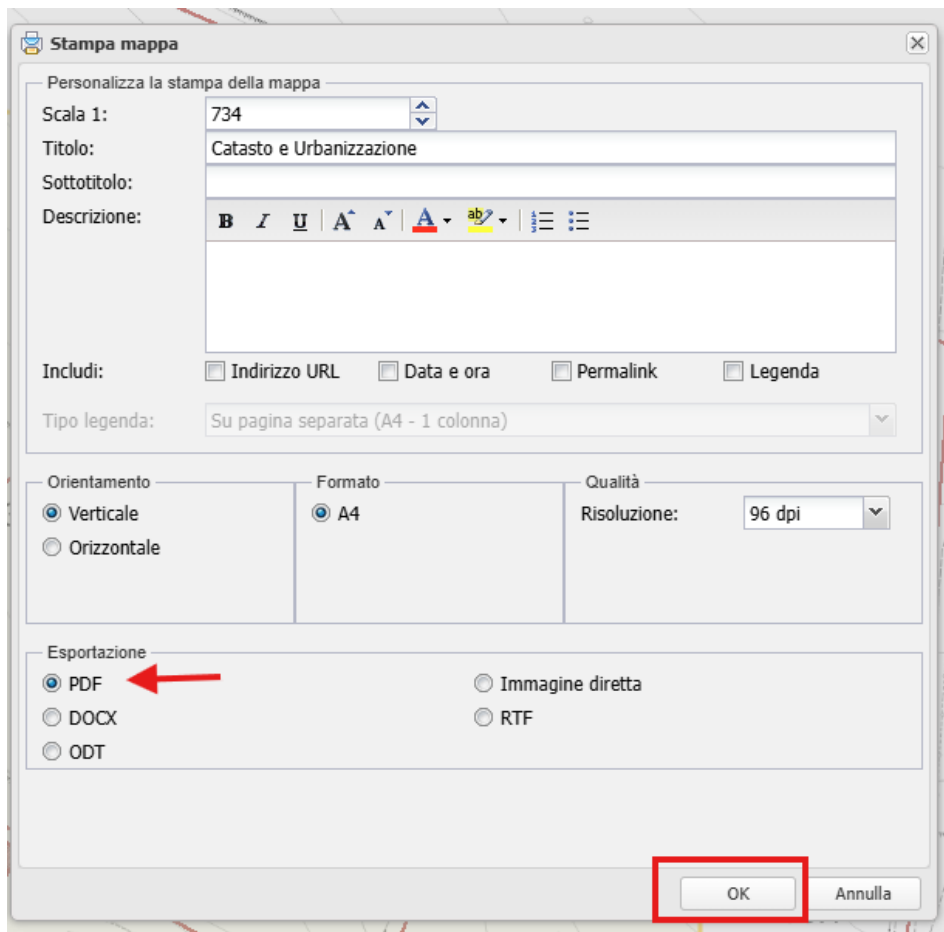 Stampa mappa
Personalizza la stampa della mappa
Scala 1: 734
Titolo: Catasto e Urbanizzazione
Sottotitolo:
Descrizione: B I U A A A ab
Includi: Indirizzo URL Data e ora Permalink Legenda
Tipo legenda: Su pagina separata (A4 - 1 colonna)
Orientamento Formato Qualità
Verticale A4 Risoluzione: 96 dpi
Orizzontale
Esportazione
PDF Immagine diretta
DOCX RTF
ODT
OK Annulla